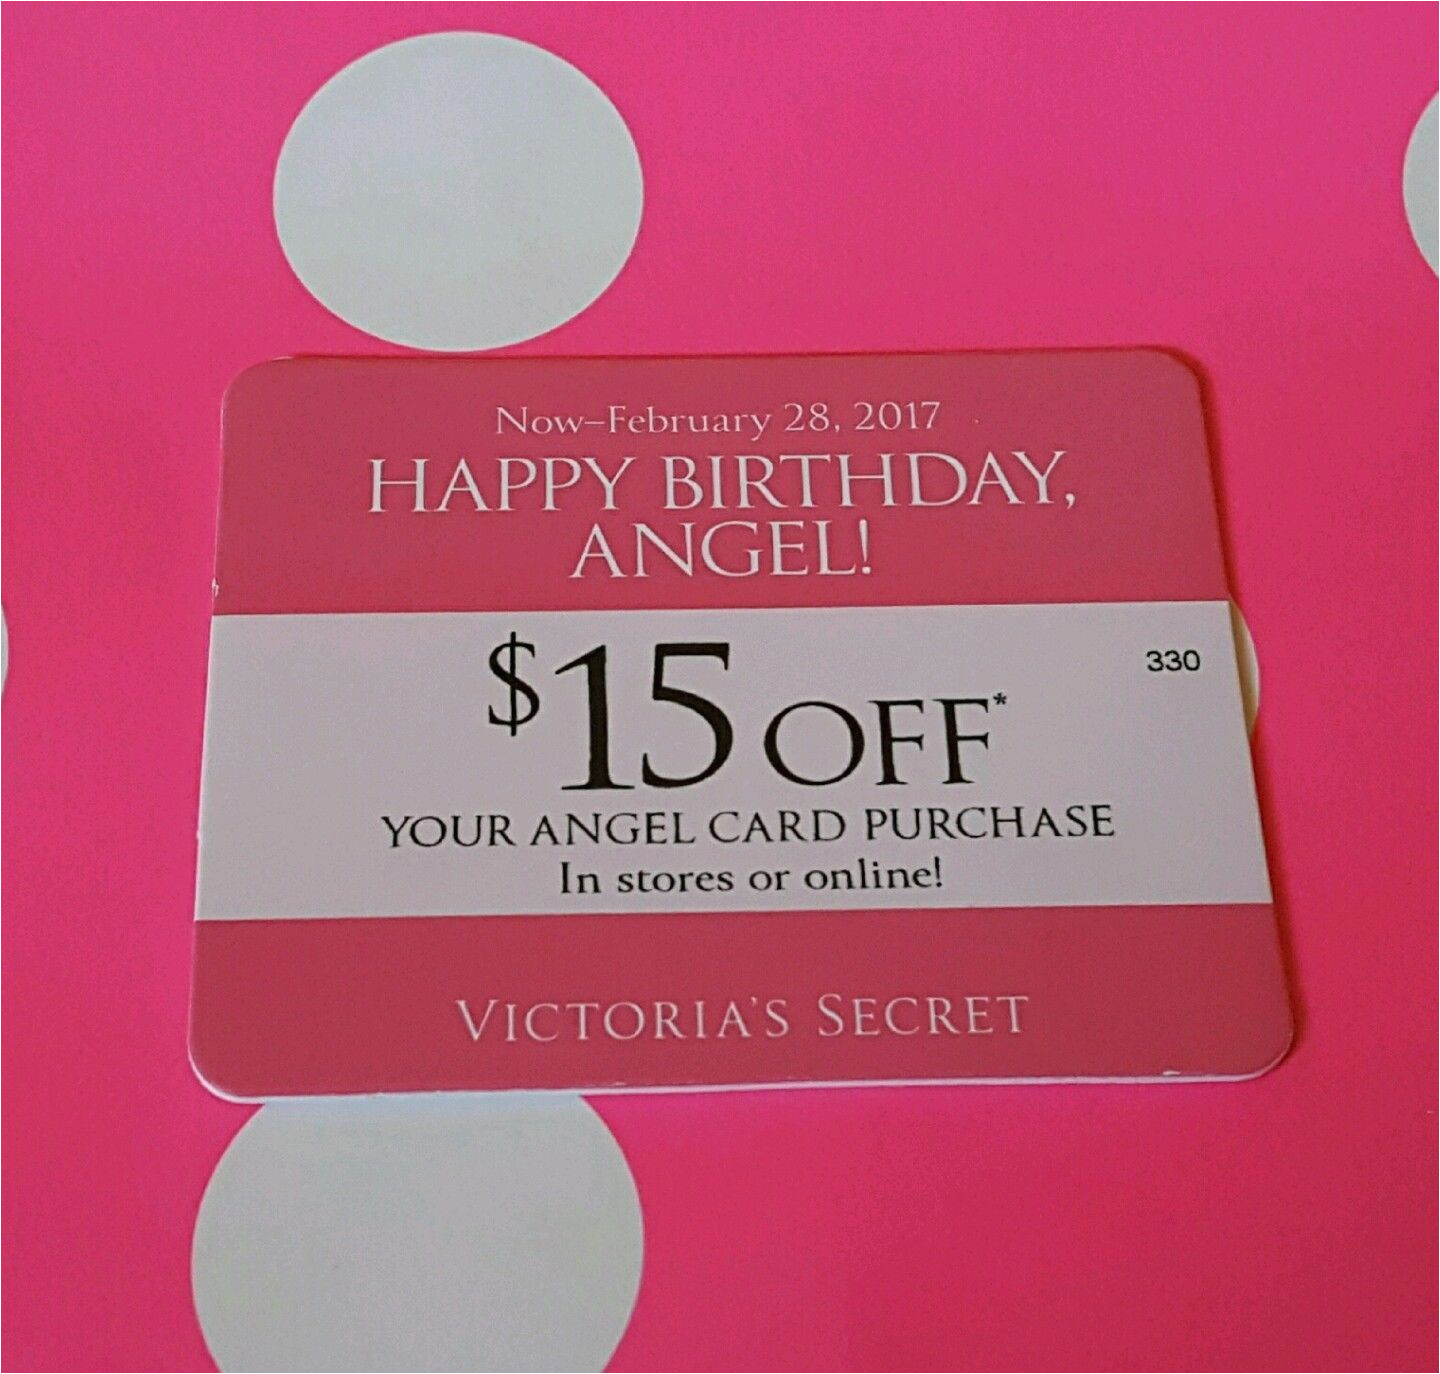 Now–February 28, 2017
HAPPY BIRTHDAY,
ANGEL!
330
$15 OFF*
YOUR ANGEL CARD PURCHASE
In stores or online!
VICTORIA'S SECRET